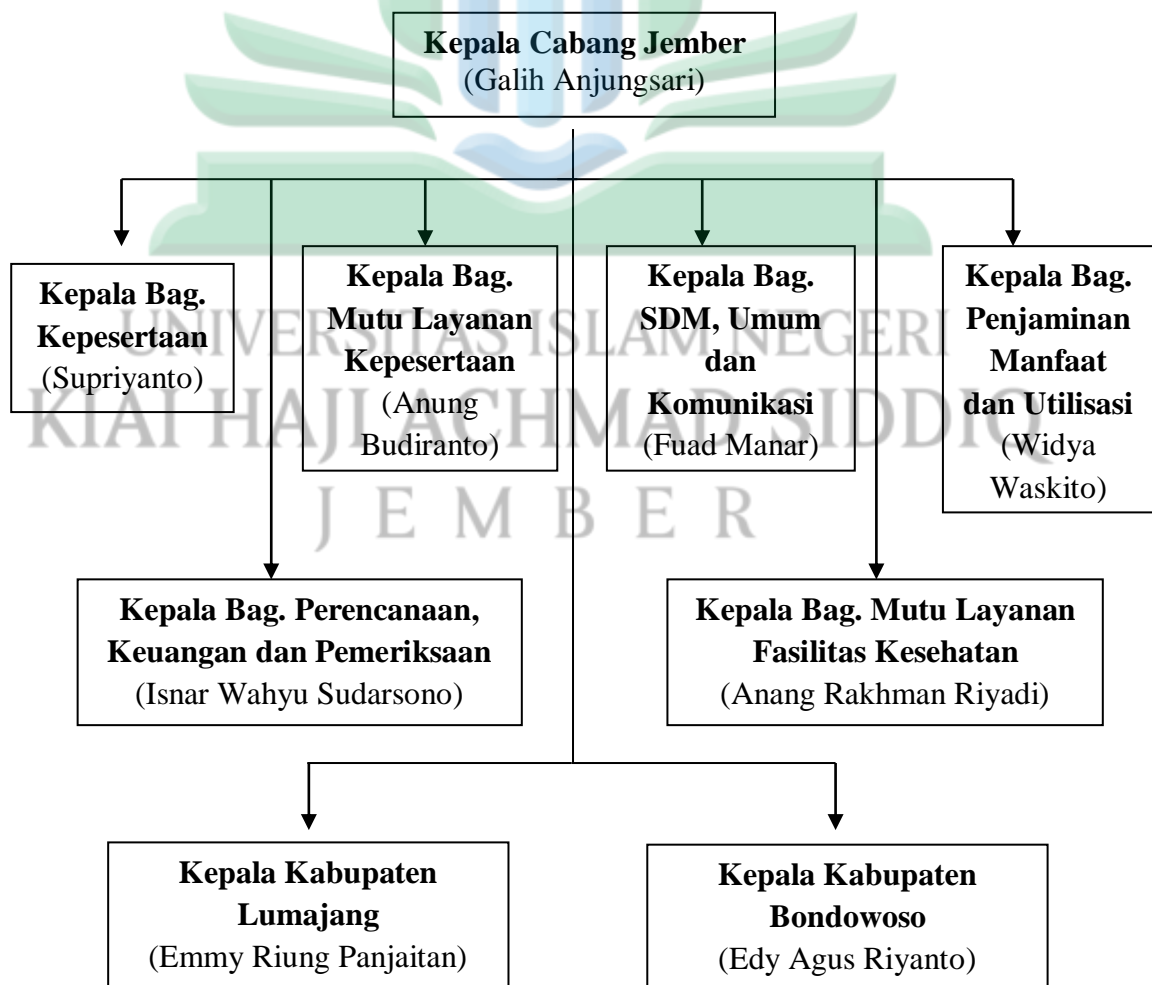 Kepala Cabang Jember
(Galih Anjungsari)
Kepala Bag.
Kepesertaan
(Supriyanto)
Kepala Bag.
Mutu Layanan
Kepesertaan
(Anung
Budiranto)
Kepala Bag.
SDM, Umum
dan
Komunikasi
(Fuad Manar)
Kepala Bag.
Penjaminan
Manfaat
dan Utilisasi
(Widya
Waskito)
UNIVERSITAS ISLAM NEGERI
KIAI HAJI ACHMAD SIDDIQ
JEMBER
Kepala Bag. Perencanaan,
Keuangan dan Pemeriksaan
(Isnar Wahyu Sudarsono)
Kepala Bag. Mutu Layanan
Fasilitas Kesehatan
(Anang Rakhman Riyadi)
Kepala Kabupaten
Lumajang
(Emmy Riung Panjaitan)
Kepala Kabupaten
Bondowoso
(Edy Agus Riyanto)